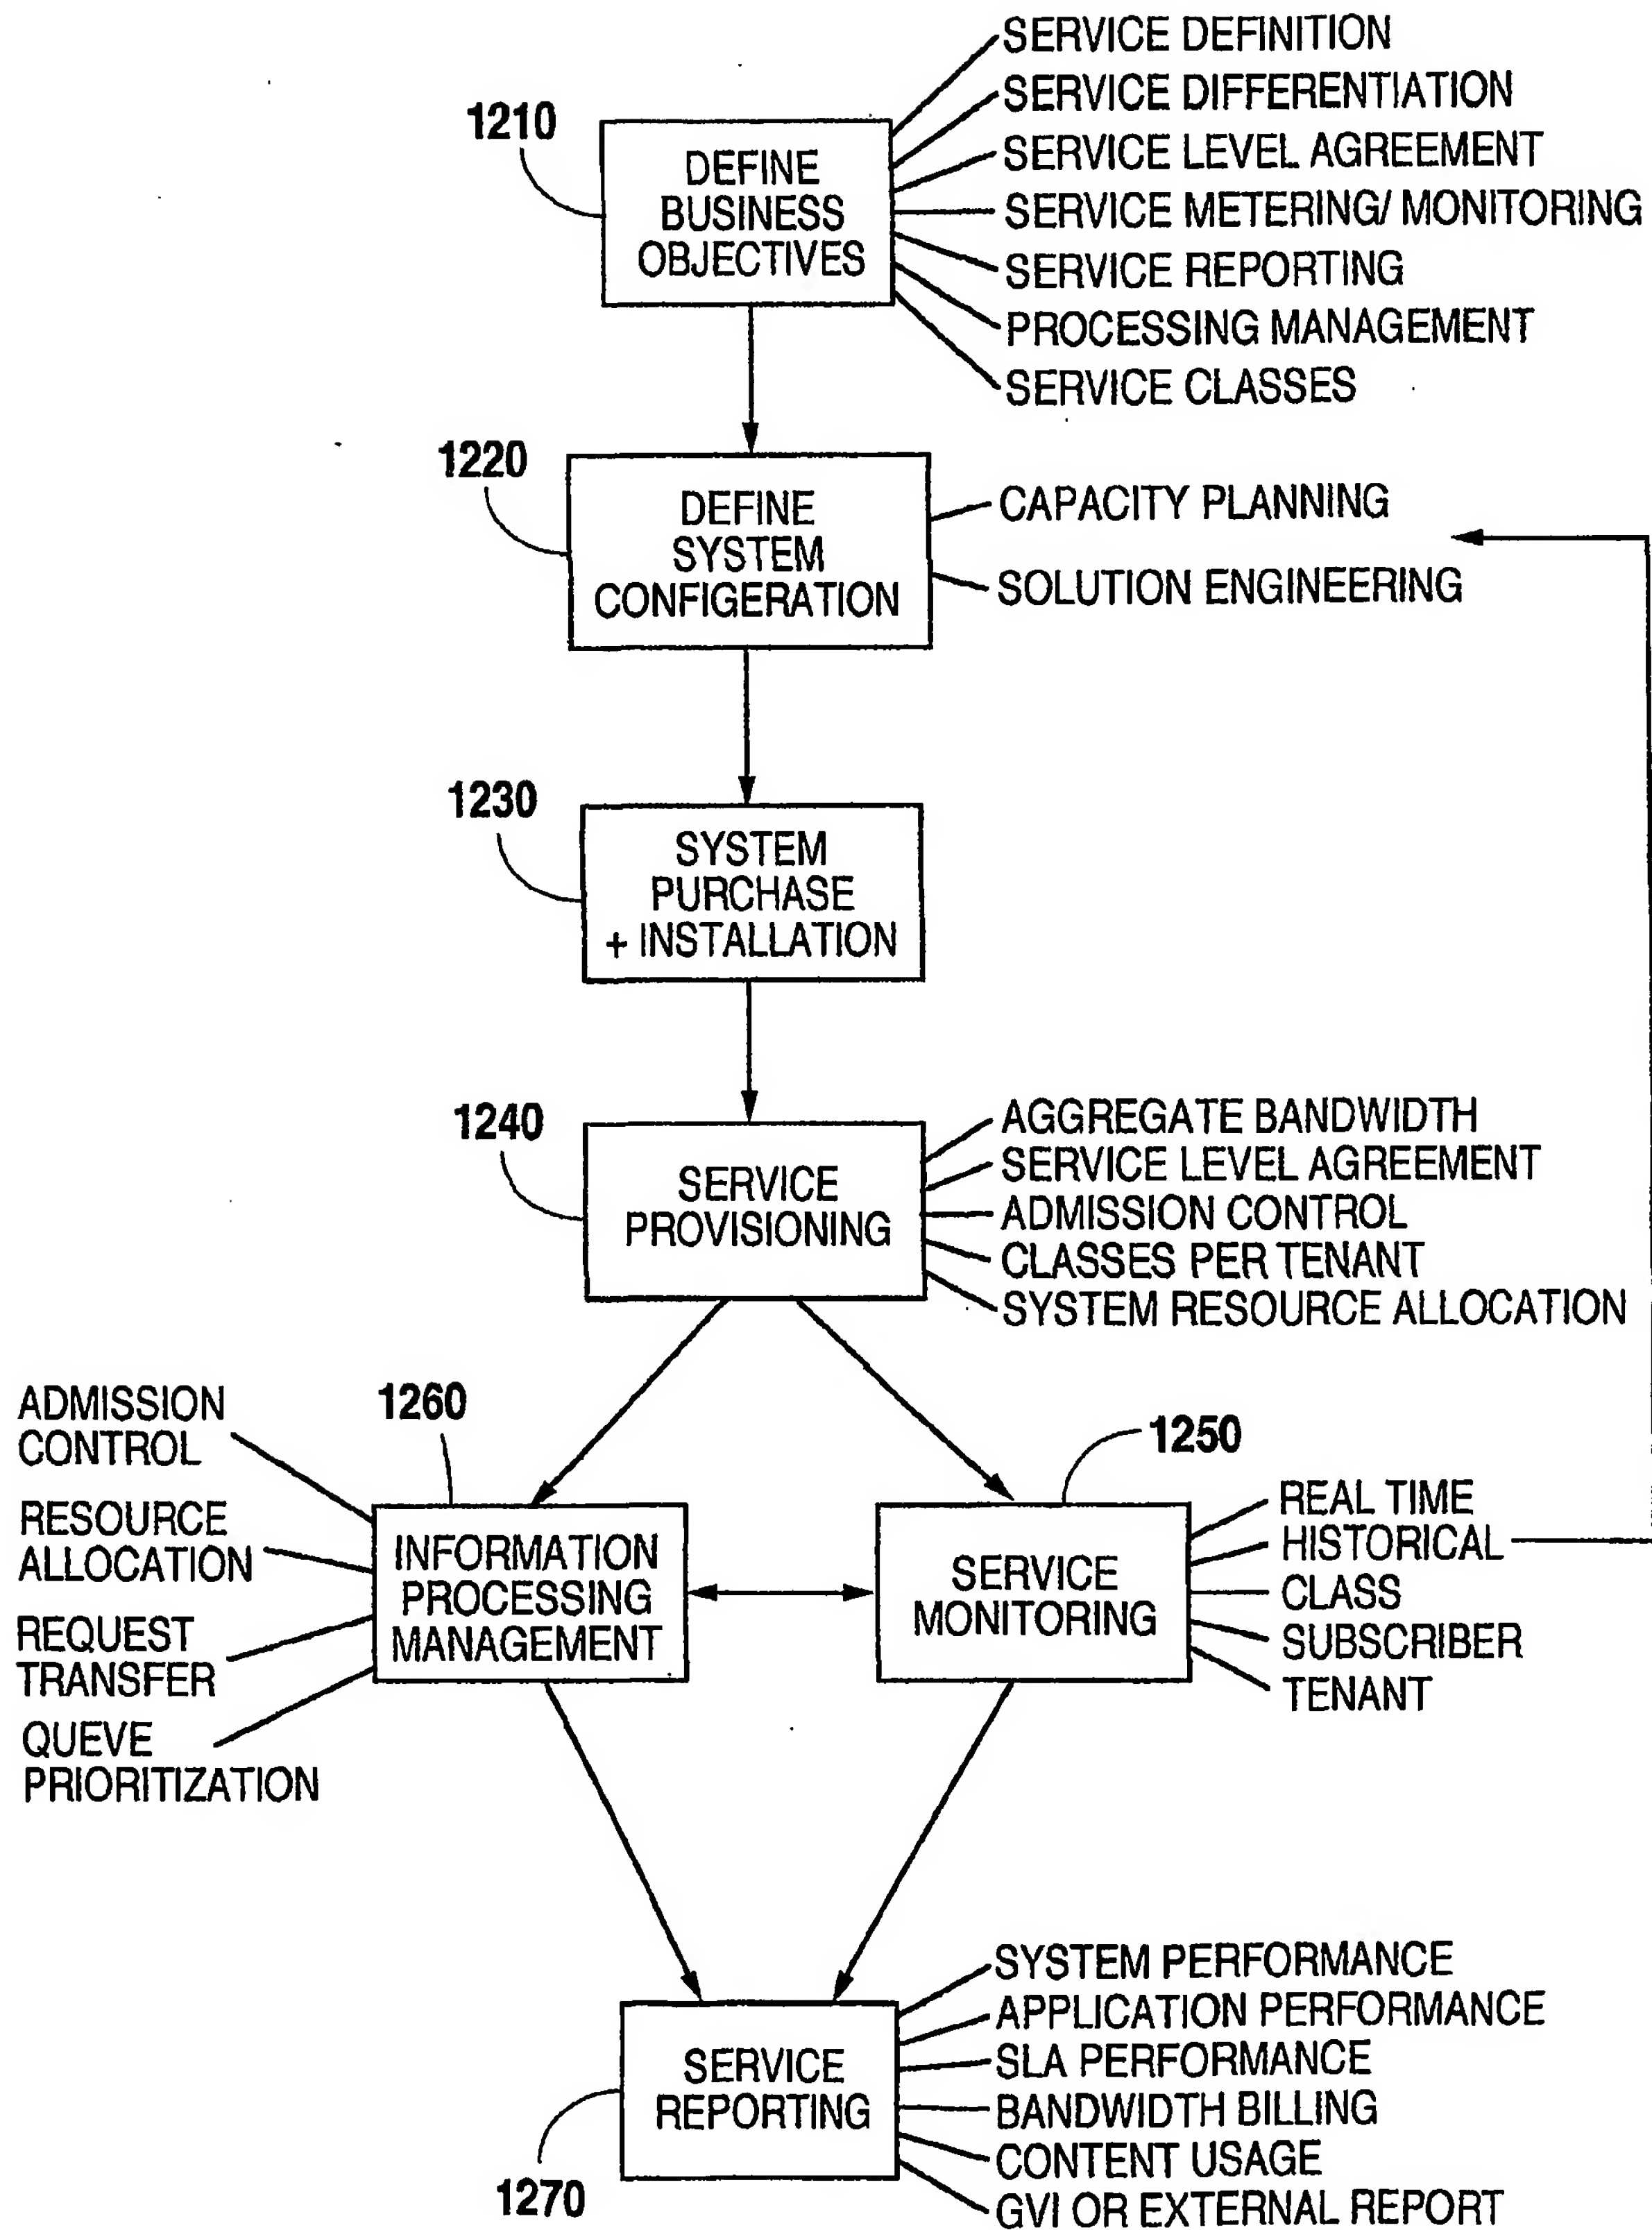 1210
DEFINE
BUSINESS
OBJECTIVES
SERVICE DEFINITION
SERVICE DIFFERENTIATION
SERVICE LEVEL AGREEMENT
SERVICE METERING/ MONITORING
SERVICE REPORTING
PROCESSING MANAGEMENT
SERVICE CLASSES
1220
DEFINE
SYSTEM
CONFIGERATION
CAPACITY PLANNING
SOLUTION ENGINEERING
1230
SYSTEM
PURCHASE
+ INSTALLATION
1240
SERVICE
PROVISIONING
AGGREGATE BANDWIDTH
SERVICE LEVEL AGREEMENT
ADMISSION CONTROL
CLASSES PER TENANT
SYSTEM RESOURCE ALLOCATION
ADMISSION
CONTROL
RESOURCE
ALLOCATION
REQUEST
TRANSFER
QUEVE
PRIORITIZATION
1260
INFORMATION
PROCESSING
MANAGEMENT
1250
SERVICE
MONITORING
REAL TIME
HISTORICAL
CLASS
SUBSCRIBER
TENANT
1270
SERVICE
REPORTING
SYSTEM PERFORMANCE
APPLICATION PERFORMANCE
SLA PERFORMANCE
BANDWIDTH BILLING
CONTENT USAGE
GVI OR EXTERNAL REPORT